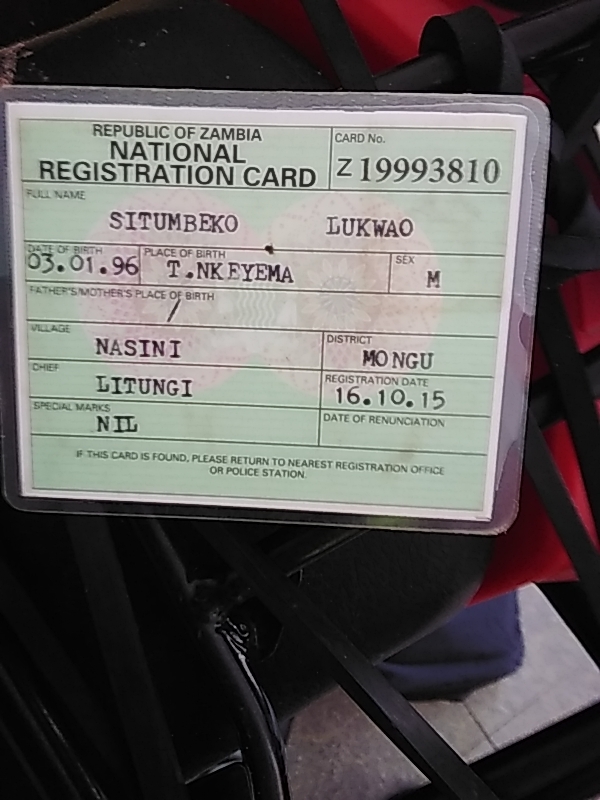 REPUBLIC OF ZAMBIA
NATIONAL
REGISTRATION CARD
CARD No.
Z 19993810
FULL NAME
SITUMBEKO LUKWAO
DATE OF BIRTH
03.01.96
PLACE OF BIRTH
T.NKEYEMA
SEX
M
FATHER'S/MOTHER'S PLACE OF BIRTH
/
VILLAGE
NASINI
DISTRICT
MONGU
CHIEF
LITUNGI
REGISTRATION DATE
16.10.15
SPECIAL MARKS
NIL
DATE OF RENUNCIATION
IF THIS CARD IS FOUND, PLEASE RETURN TO NEAREST REGISTRATION OFFICE
OR POLICE STATION.